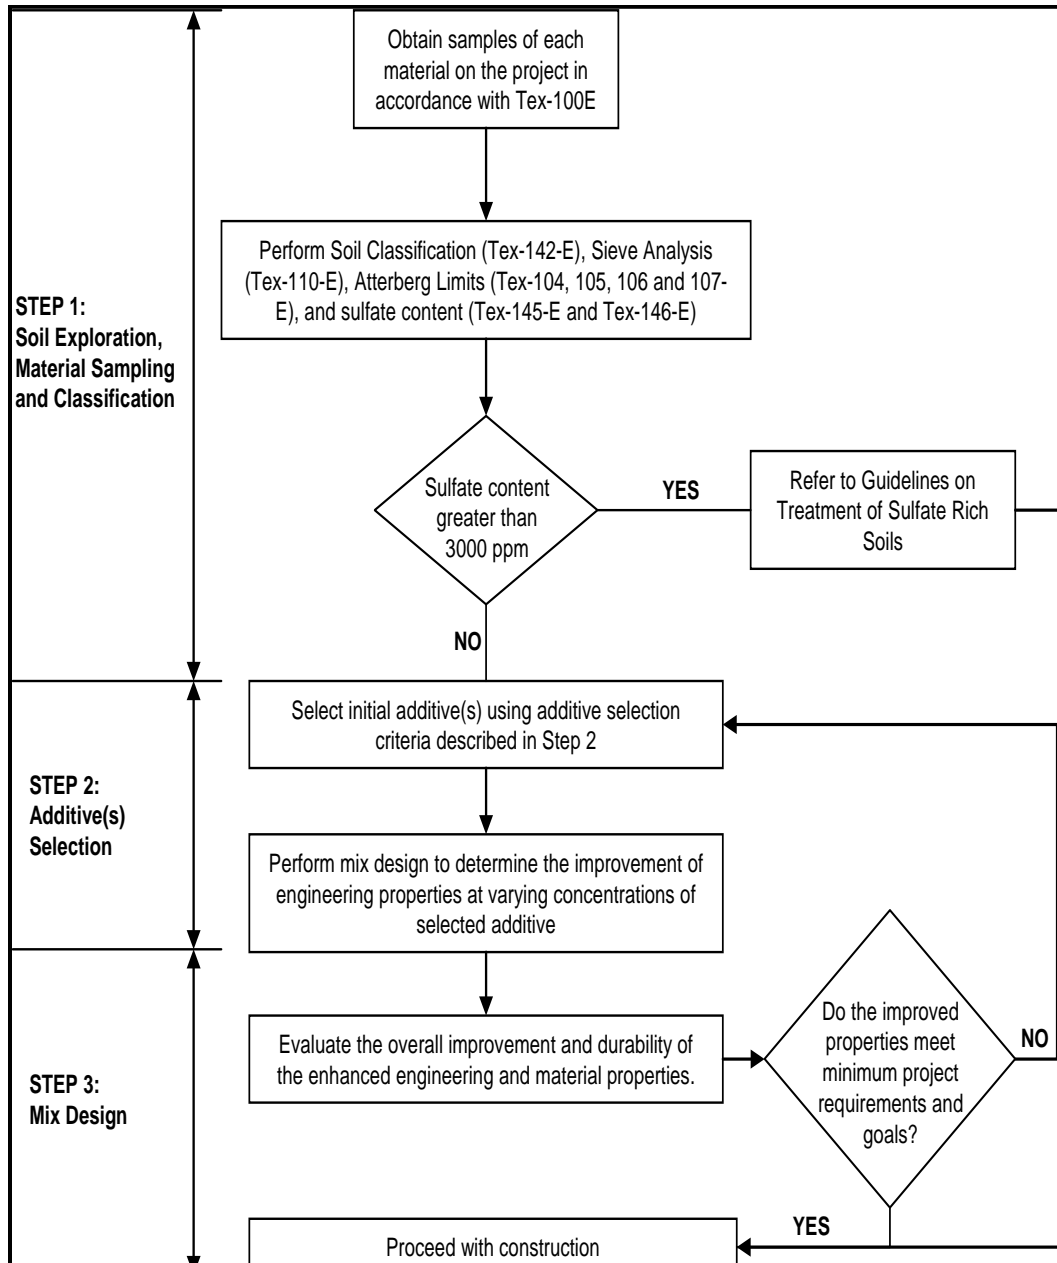 Obtain samples of each
material on the project in
accordance with Tex-100E
Perform Soil Classification (Tex-142-E), Sieve Analysis
(Tex-110-E), Atterberg Limits (Tex-104, 105, 106 and 107-
E), and sulfate content (Tex-145-E and Tex-146-E)
STEP 1:
Soil Exploration,
Material Sampling
and Classification
Sulfate content
greater than
3000 ppm
YES
Refer to Guidelines on
Treatment of Sulfate Rich
Soils
NO
Select initial additive(s) using additive selection
criteria described in Step 2
STEP 2:
Additive(s)
Selection
Perform mix design to determine the improvement of
engineering properties at varying concentrations of
selected additive
Evaluate the overall improvement and durability of
the enhanced engineering and material properties.
Do the improved
properties meet
minimum project
requirements and
goals?
NO
STEP 3:
Mix Design
YES
Proceed with construction